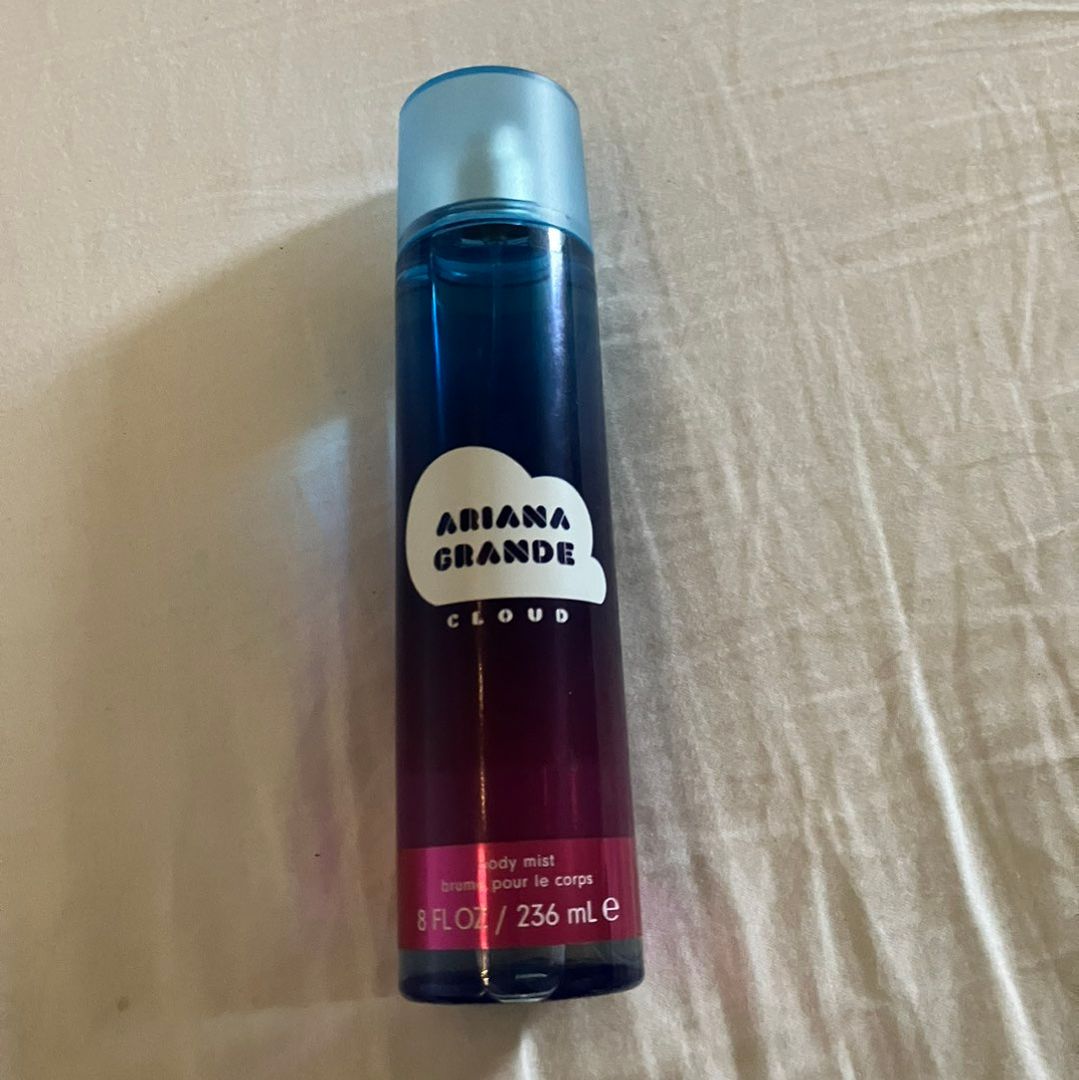 ARIANA
GRANDE
CLOUD
body mist
brume pour le corps
8 FL OZ / 236 mL e